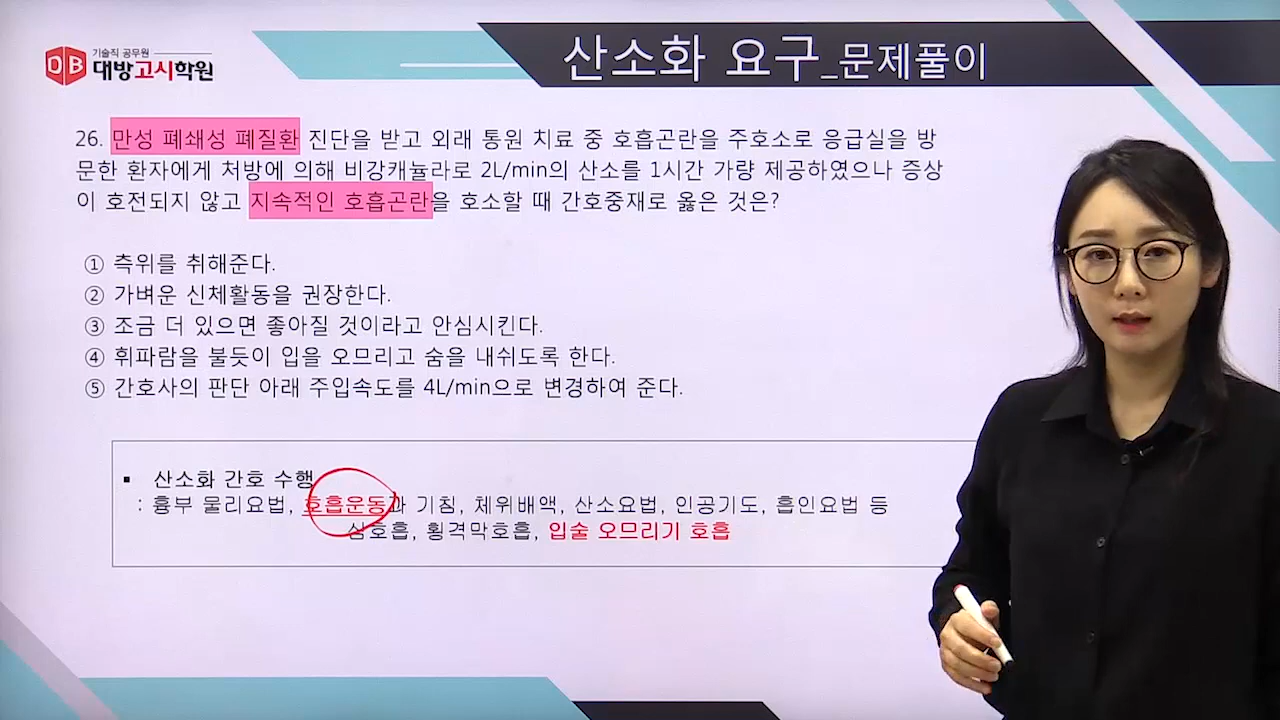 기술직 공무원
DB 대방고시학원
산소화 요구_문제풀이
26. 만성 폐쇄성 폐질환 진단을 받고 외래 통원 치료 중 호흡곤란을 주호소로 응급실을 방
문한 환자에게 처방에 의해 비강캐뉼라로 2L/min의 산소를 1시간 가량 제공하였으나 증상
이 호전되지 않고 지속적인 호흡곤란을 호소할 때 간호중재로 옳은 것은?
① 측위를 취해준다.
② 가벼운 신체활동을 권장한다.
③ 조금 더 있으면 좋아질 것이라고 안심시킨다.
④ 휘파람을 불듯이 입을 오므리고 숨을 내쉬도록 한다.
⑤ 간호사의 판단 아래 주입속도를 4L/min으로 변경하여 준다.
▪ 산소화 간호 수행
: 흉부 물리요법, 호흡운동과 기침, 체위배액, 산소요법, 인공기도, 흡인요법 등
심호흡, 횡격막호흡, 입술 오므리기 호흡